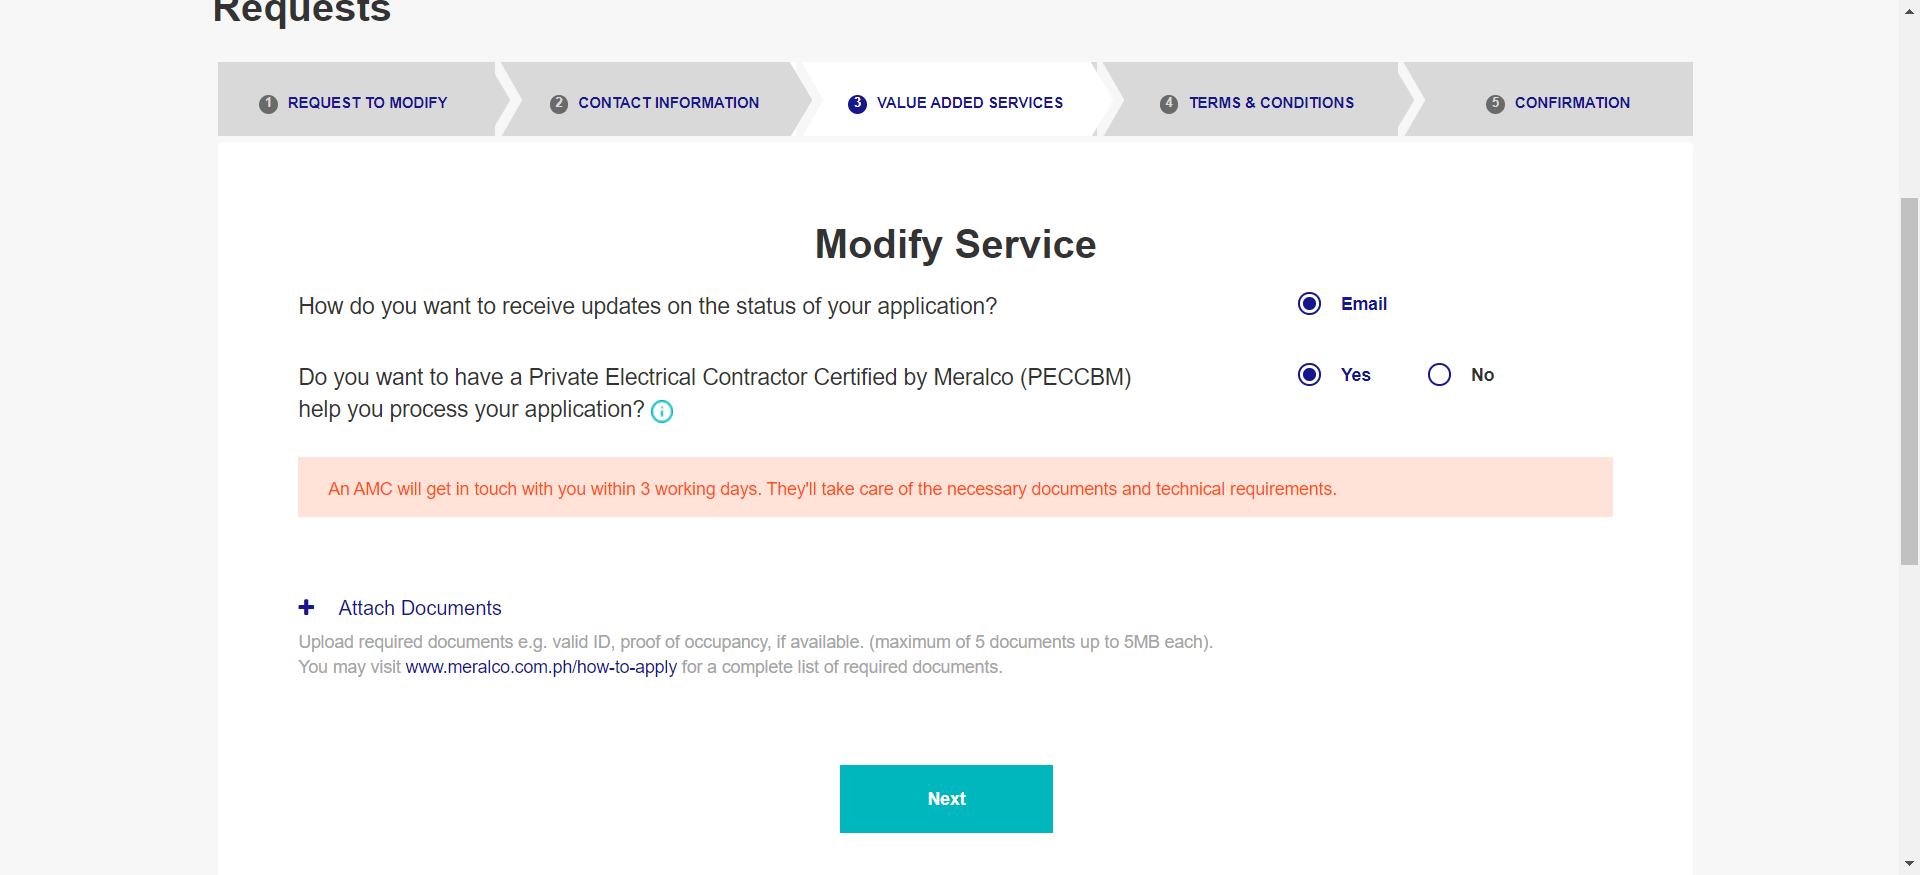 Requests
1 REQUEST TO MODIFY
2 CONTACT INFORMATION
3 VALUE ADDED SERVICES
4 TERMS & CONDITIONS
5 CONFIRMATION
Modify Service
How do you want to receive updates on the status of your application?
Email
Do you want to have a Private Electrical Contractor Certified by Meralco (PECCBM)
help you process your application?
Yes
No
An AMC will get in touch with you within 3 working days. They'll take care of the necessary documents and technical requirements.
Attach Documents
Upload required documents e.g. valid ID, proof of occupancy, if available. (maximum of 5 documents up to 5MB each).
You may visit www.meralco.com.ph/how-to-apply for a complete list of required documents.
Next